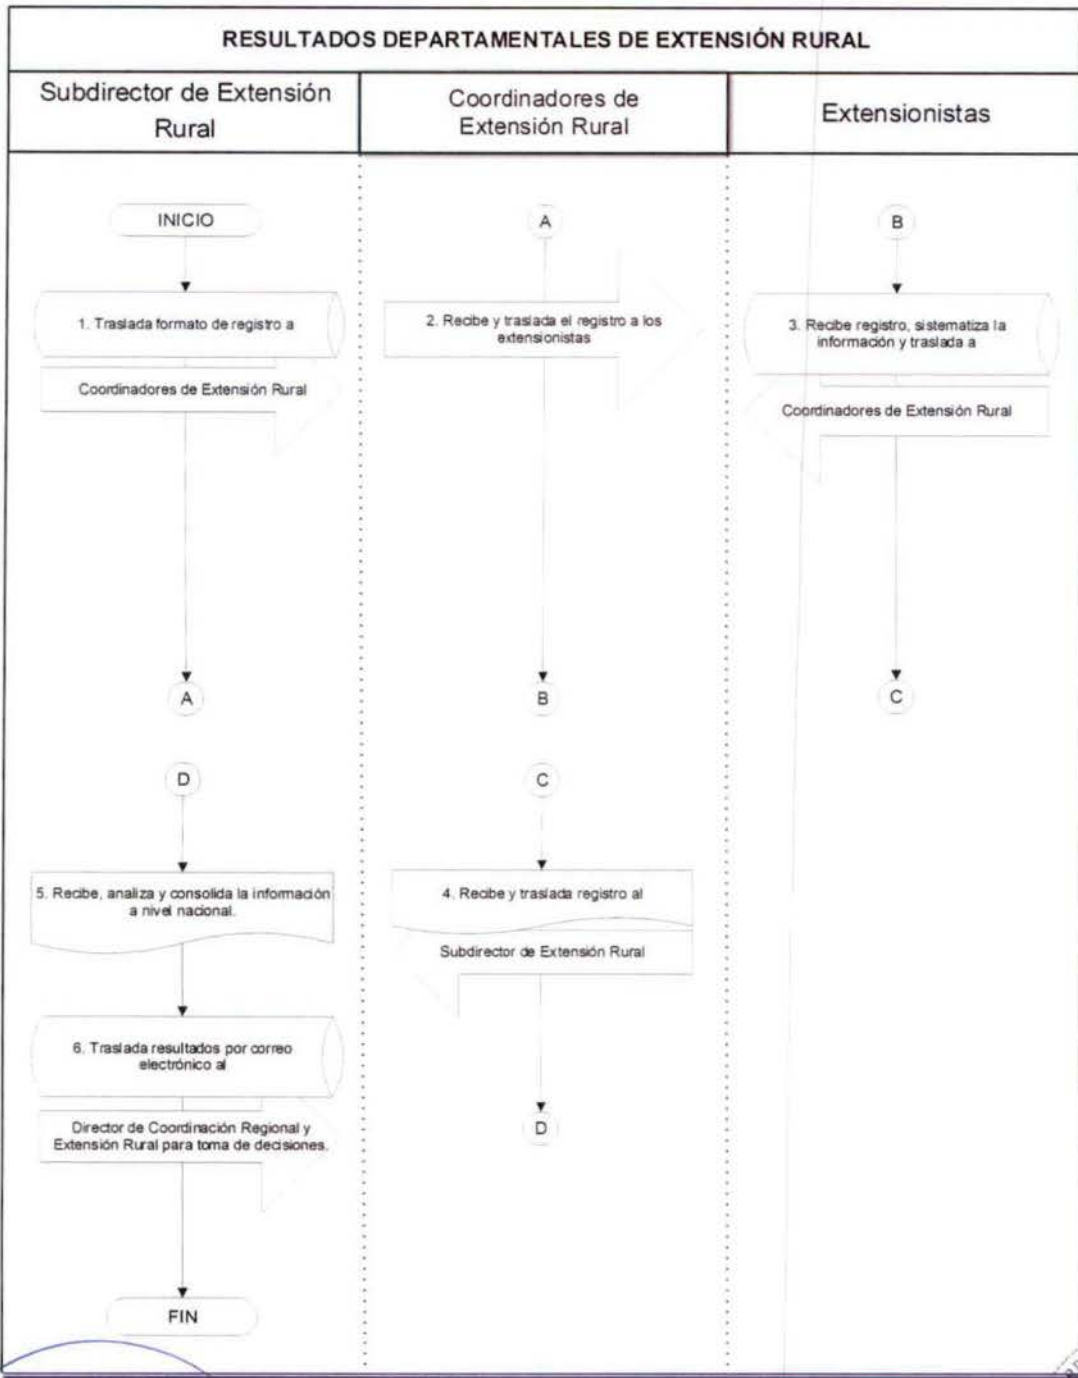 RESULTADOS DEPARTAMENTALES DE EXTENSIÓN RURAL
Subdirector de Extensión
Rural
Coordinadores de
Extensión Rural
Extensionistas
INICIO
1. Traslada formato de registro a
Coordinadores de Extensión Rural
A
A
2. Recibe y traslada el registro a los
extensionistas
B
B
3. Recibe registro, sistematiza la
información y traslada a
Coordinadores de Extensión Rural
C
C
4. Recibe y traslada registro al
Subdirector de Extensión Rural
D
D
5. Recibe, analiza y consolida la información
a nivel nacional.
6. Traslada resultados por correo
electrónico al
Director de Coordinación Regional y
Extensión Rural para toma de decisiones.
FIN